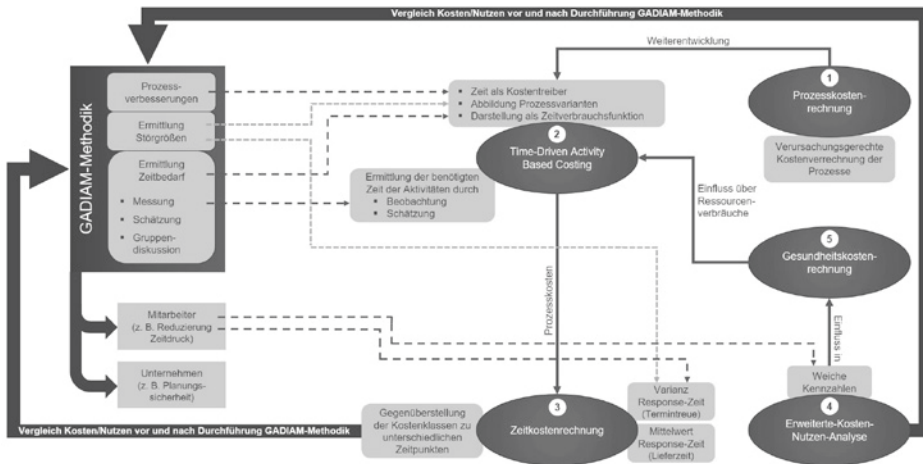 Vergleich Kosten/Nutzen vor und nach Durchführung GADIAM-Methodik
GADIAM-Methodik
Prozess-
verbesserungen
Ermittlung
Störgrößen
Ermittlung
Zeitbedarf
Messung
Schätzung
Gruppen-
diskussion
Mitarbeiter
(z. B. Reduzierung
Zeitdruck)
Unternehmen
(z. B. Planungs-
sicherheit)
Weiterentwicklung
Zeit als Kostentreiber
Abbildung Prozessvarianten
Darstellung als Zeitverbrauchsfunktion
2
Time-Driven Activity
Based Costing
Ermittlung der benötigten
Zeit der Aktivitäten durch
Beobachtung
Schätzung
1
Prozesskosten-
rechnung
Verursachungsgerechte
Kostenverrechnung der
Prozesse
Einfluss über
Ressourcen-
verbräuche
5
Gesundheitskosten-
rechnung
Einfluss in
Prozesskosten
Weiche
Kennzahlen
4
Erweiterte-Kosten-
Nutzen-Analyse
Varianz
Response-Zeit
(Termintreue)
Mittelwert
Response-Zeit
(Lieferzeit)
3
Zeitkostenrechnung
Gegenüberstellung
der Kostenklassen zu
unterschiedlichen
Zeitpunkten
Vergleich Kosten/Nutzen vor und nach Durchführung GADIAM-Methodik